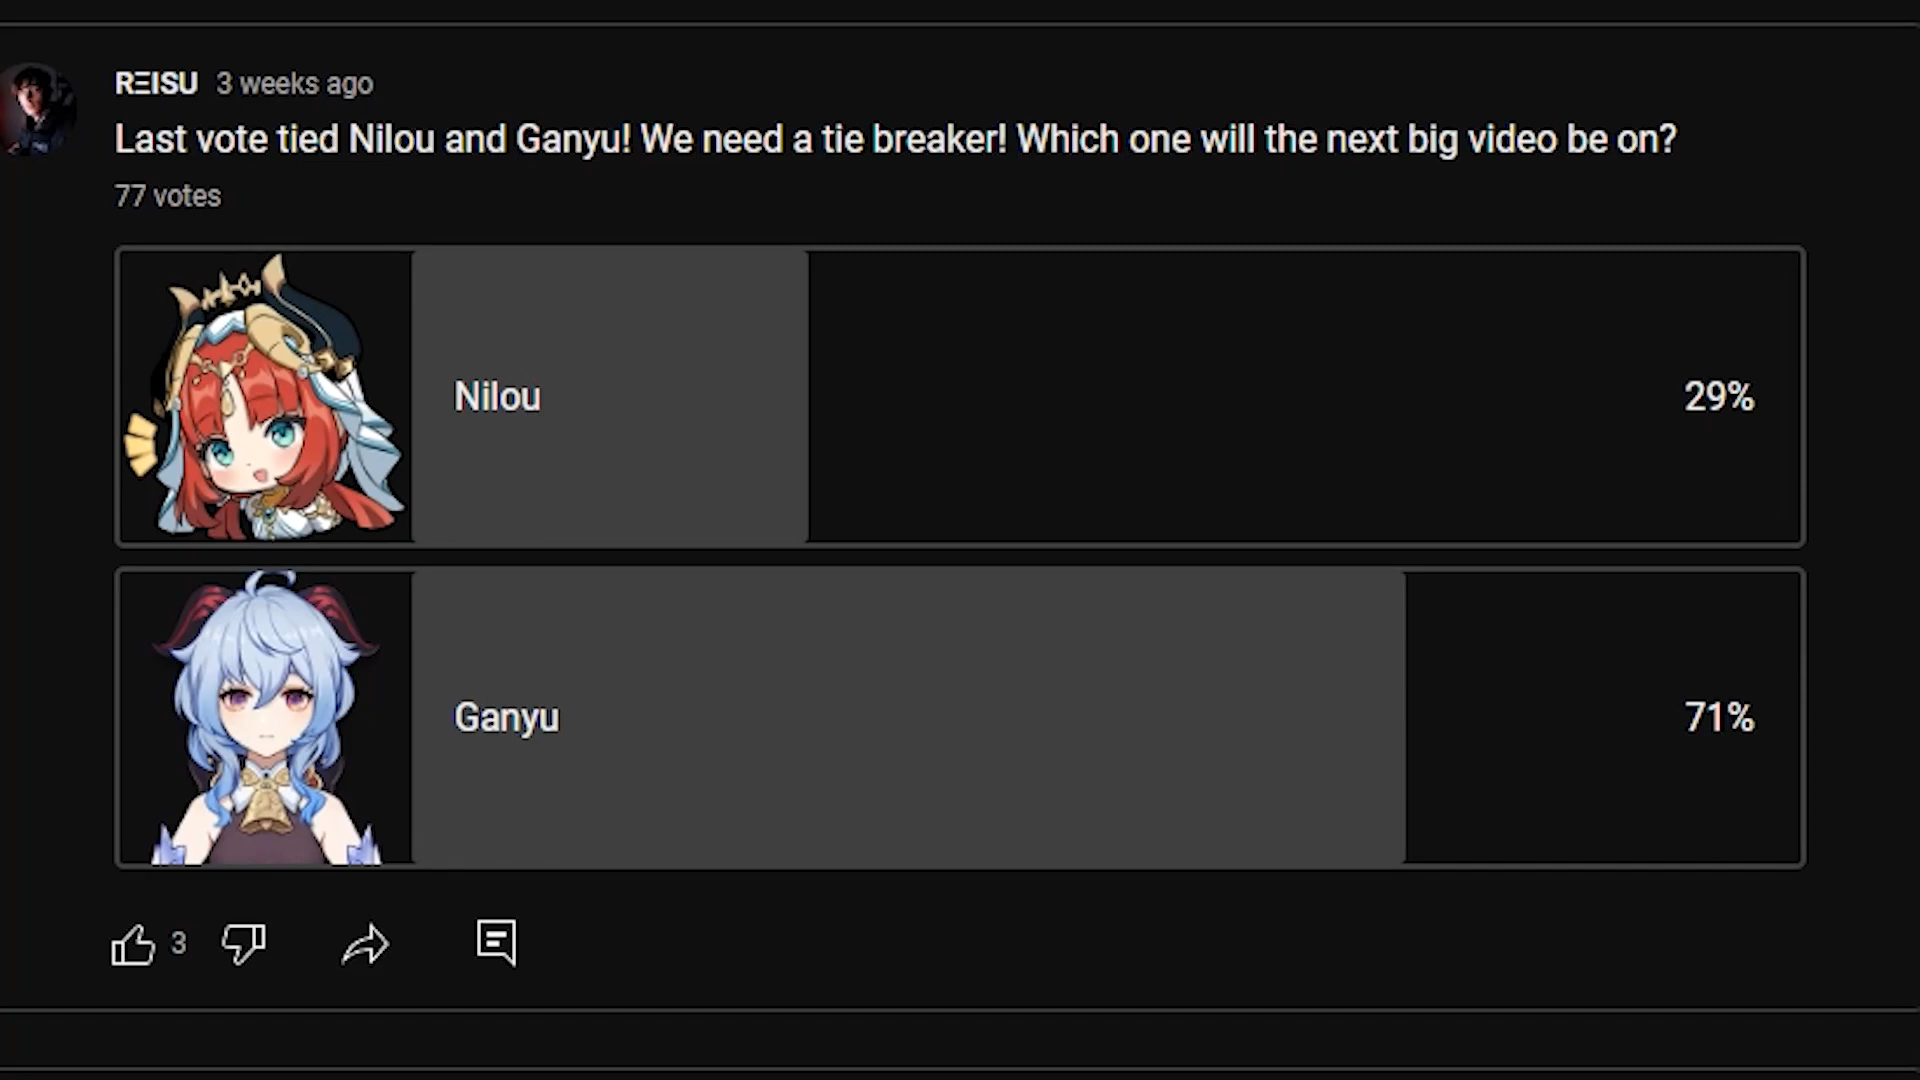 RΞISU 3 weeks ago
Last vote tied Nilou and Ganyu! We need a tie breaker! Which one will the next big video be on?
77 votes
Nilou 29%
Ganyu 71%
3